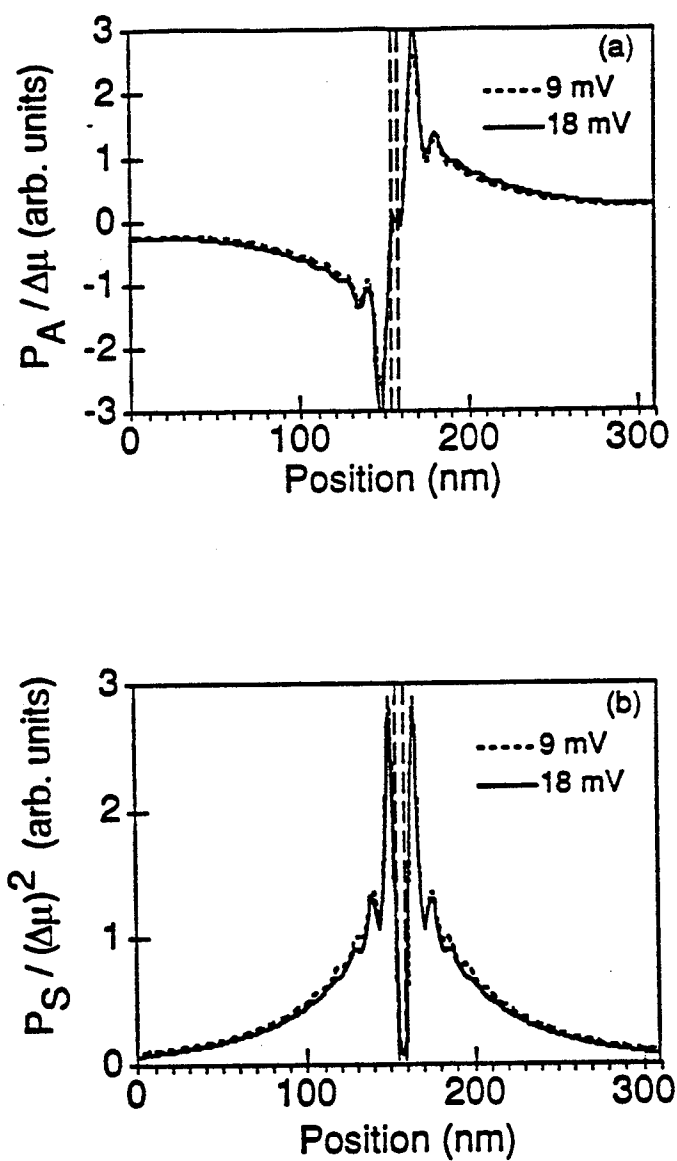 (a)
9 mV
18 mV
P_A / Δμ (arb. units)
3
2
1
0
-1
-2
-3
0 100 200 300
Position (nm)
(b)
9 mV
18 mV
P_S / (Δμ)² (arb. units)
3
2
1
0
0 100 200 300
Position (nm)